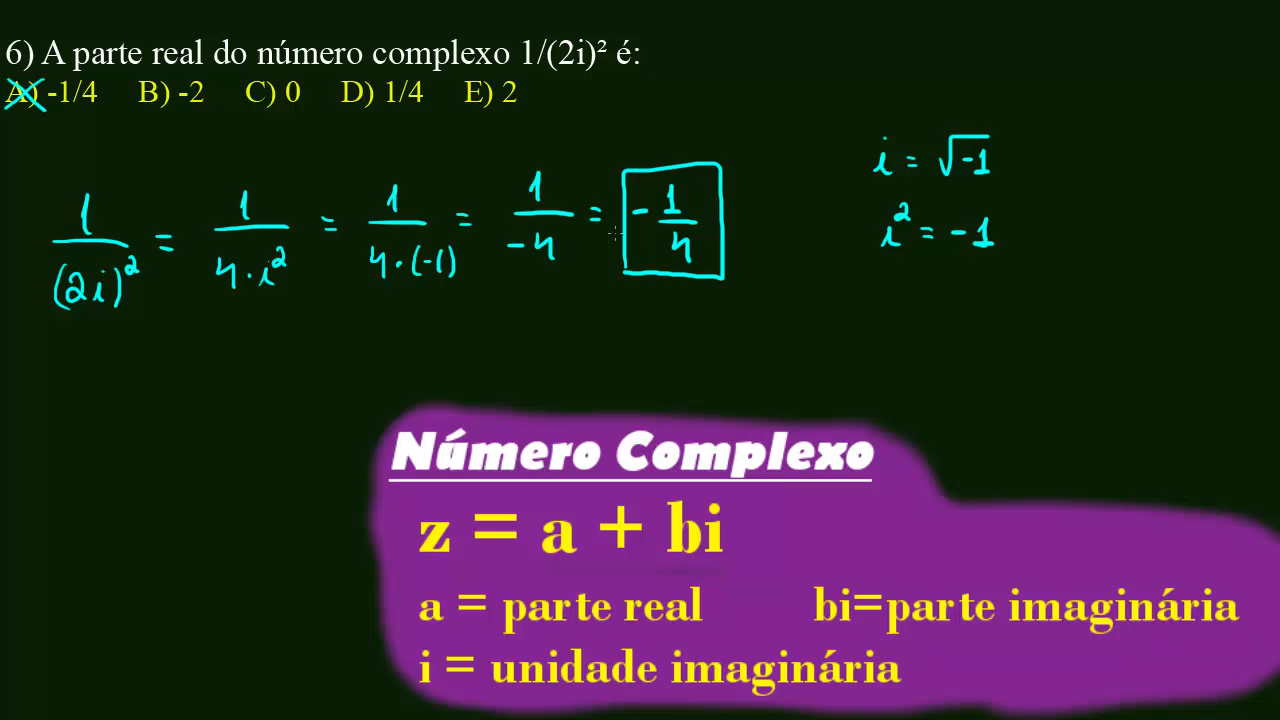 6) A parte real do número complexo 1/(2i)² é:
A) -1/4 B) -2 C) 0 D) 1/4 E) 2
i = √-1
i² = -1
1/(2i)² = 1/4·i² = 1/4·(-1) = 1/-4 = -1/4
Número Complexo
z = a + bi
a = parte real bi=parte imaginária
i = unidade imaginária